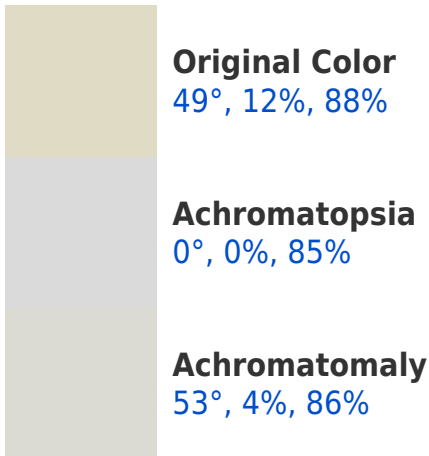 Original Color
49°, 12%, 88%
Achromatopsia
0°, 0%, 85%
Achromatomaly
53°, 4%, 86%